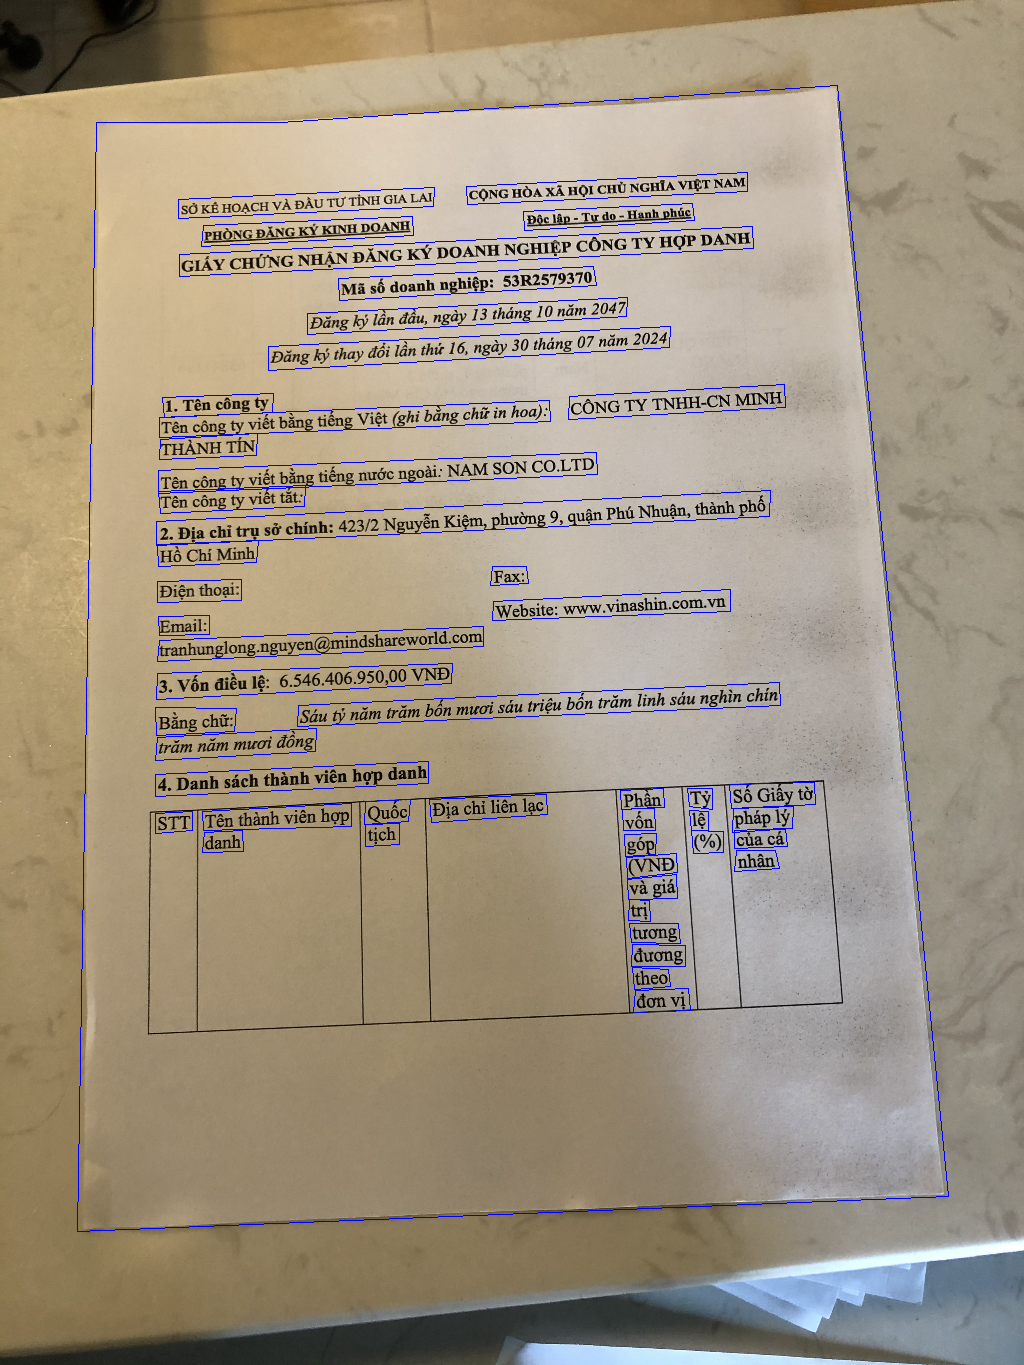 SỞ KẾ HOẠCH VÀ ĐẦU TƯ TỈNH GIA LAI
CỘNG HÒA XÃ HỘI CHỦ NGHĨA VIỆT NAM
PHÒNG ĐĂNG KÝ KINH DOANH
Độc lập - Tự do - Hạnh phúc
GIẤY CHỨNG NHẬN ĐĂNG KÝ DOANH NGHIỆP CÔNG TY HỢP DANH
Mã số doanh nghiệp: 53R2579370
Đăng ký lần đầu, ngày 13 tháng 10 năm 2047
Đăng ký thay đổi lần thứ 16, ngày 30 tháng 07 năm 2024
1. Tên công ty
Tên công ty viết bằng tiếng Việt (ghi bằng chữ in hoa): CÔNG TY TNHH-CN MINH
THÀNH TÍN
Tên công ty viết bằng tiếng nước ngoài: NAM SON CO.LTD
Tên công ty viết tắt:
2. Địa chỉ trụ sở chính: 423/2 Nguyễn Kiệm, phường 9, quận Phú Nhuận, thành phố
Hồ Chí Minh
Điện thoại:
Fax:
Email:
Website: www.vinashin.com.vn
tranhunglong.nguyen@mindshareworld.com
3. Vốn điều lệ: 6.546.406.950,00 VNĐ
Bằng chữ: Sáu tỷ năm trăm bốn mươi sáu triệu bốn trăm linh sáu nghìn chín
trăm năm mươi đồng
4. Danh sách thành viên hợp danh
STT
Tên thành viên hợp
danh
Quốc
tịch
Địa chỉ liên lạc
Phần
vốn
góp
(VNĐ
và giá
trị
tương
đương
theo
đơn vị
Tỷ
lệ
(%)
Số Giấy tờ
pháp lý
của cá
nhân